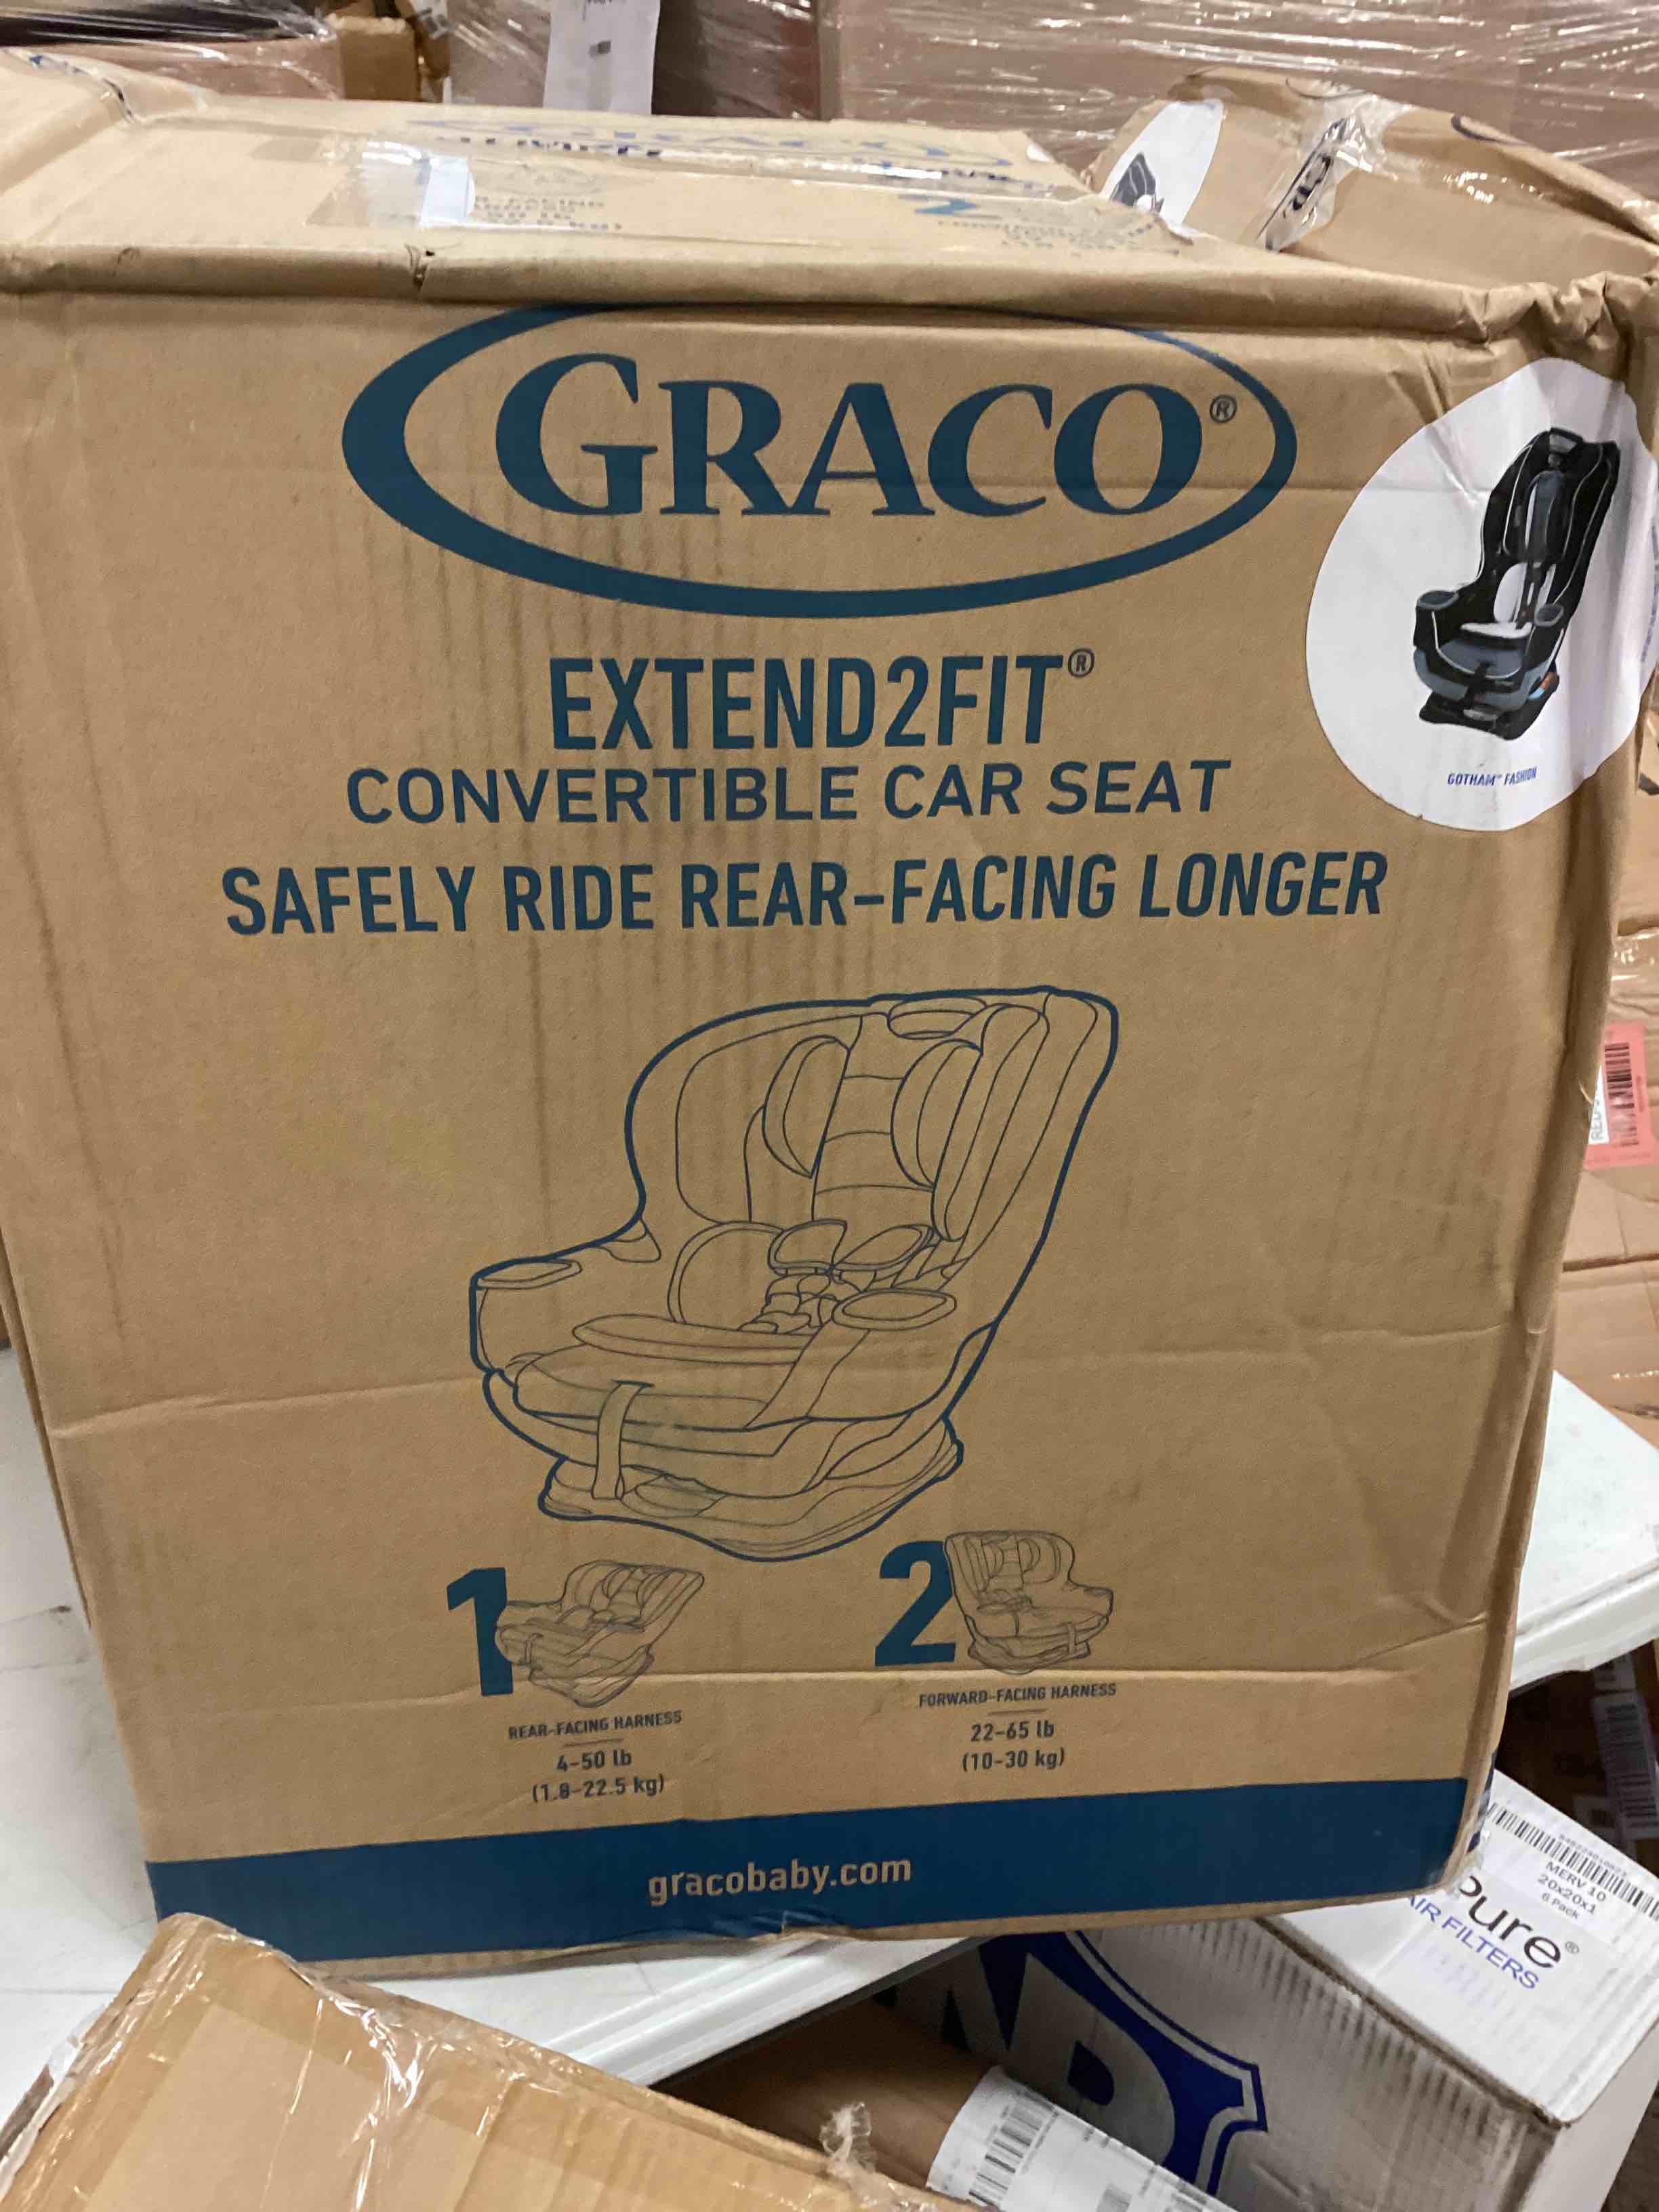 GRACO®
EXTEND2FIT®
CONVERTIBLE CAR SEAT
SAFELY RIDE REAR-FACING LONGER
GOTHAM™ FASHION
1
REAR-FACING HARNESS
4-50 lb
(1.8-22.5 kg)
2
FORWARD-FACING HARNESS
22-65 lb
(10-30 kg)
gracobaby.com
MERV 10
20x20x1
6 Pack
Pure®
AIR FILTERS